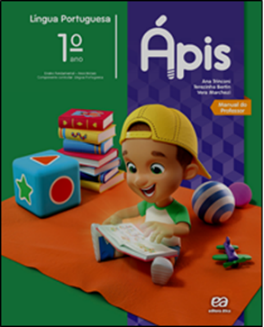 Língua Portuguesa
1º
ano
Ápis
Ana Trinconi
Terezinha Bertin
Vera Marchezi
Manual do
Professor
editora ática